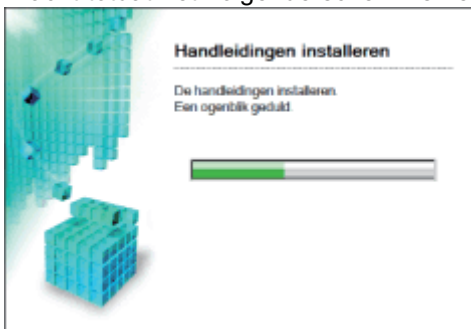 Handleidingen installeren
De handleidingen installeren.
Een ogenblik geduld.